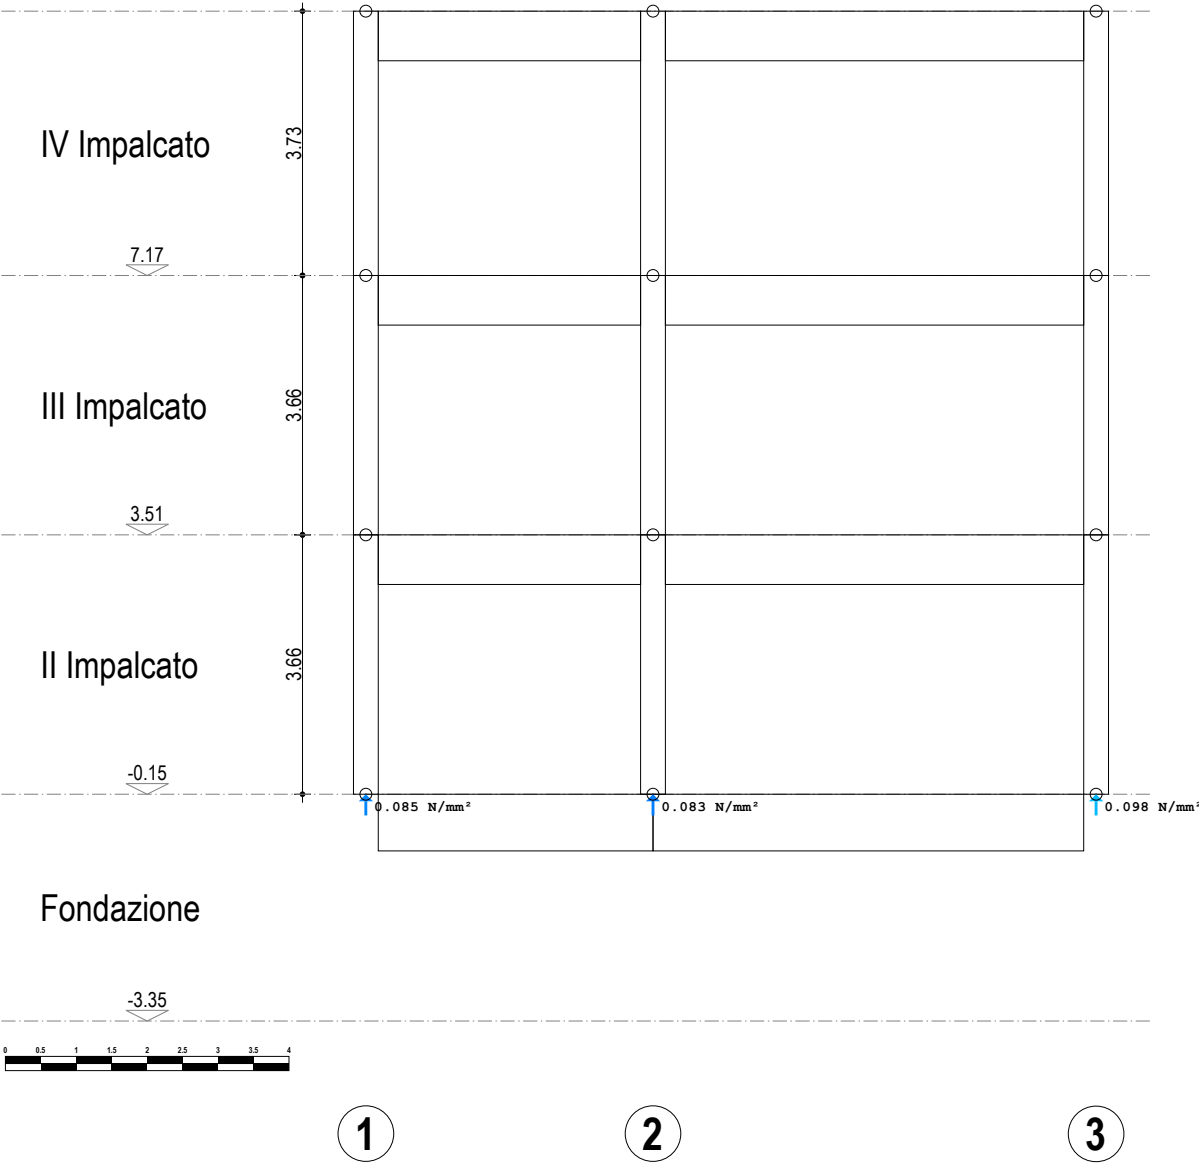 IV Impalcato
3.73
7.17
III Impalcato
3.66
3.51
II Impalcato
3.66
-0.15
0.085 N/mm²
0.083 N/mm²
0.098 N/mm²
Fondazione
-3.35
0 0.5 1 1.5 2 2.5 3 3.5 4
1 2 3